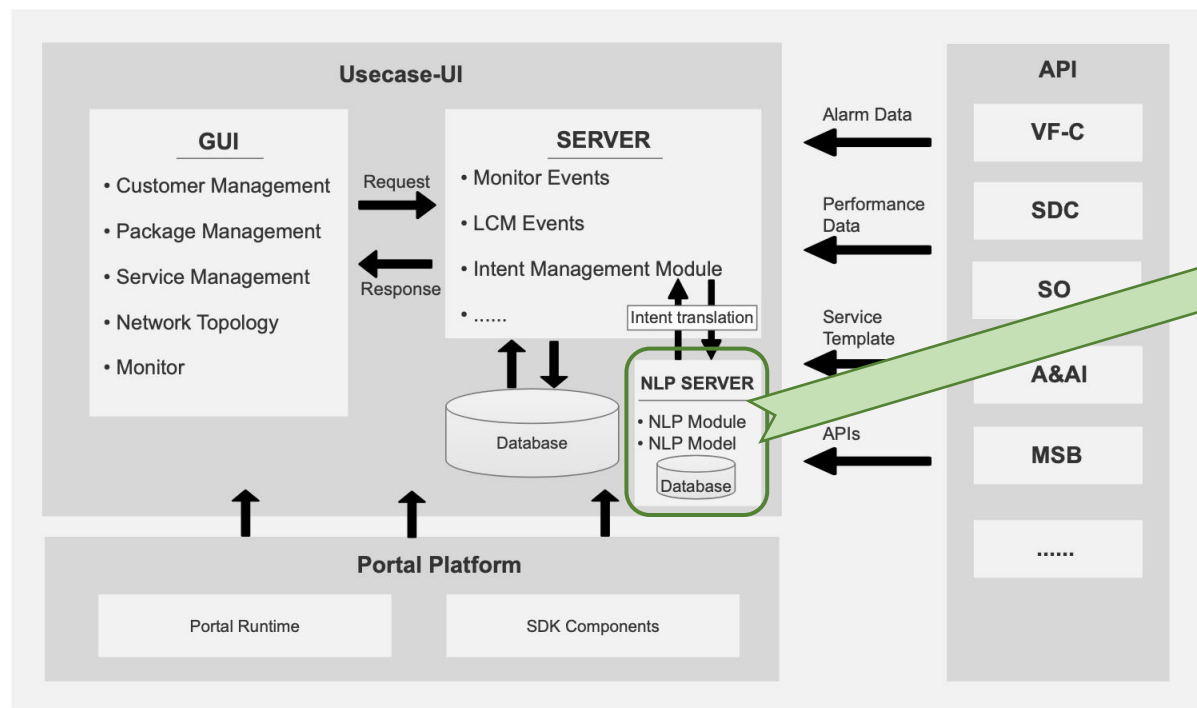 Usecase-UI
GUI
• Customer Management
• Package Management
• Service Management
• Network Topology
• Monitor
Request
Response
SERVER
• Monitor Events
• LCM Events
• Intent Management Module
• ......
Intent translation
Database
NLP SERVER
• NLP Module
• NLP Model
Database
Alarm Data
Performance
Data
Service
Template
APIs
API
VF-C
SDC
SO
A&AI
MSB
......
Portal Platform
Portal Runtime
SDK Components